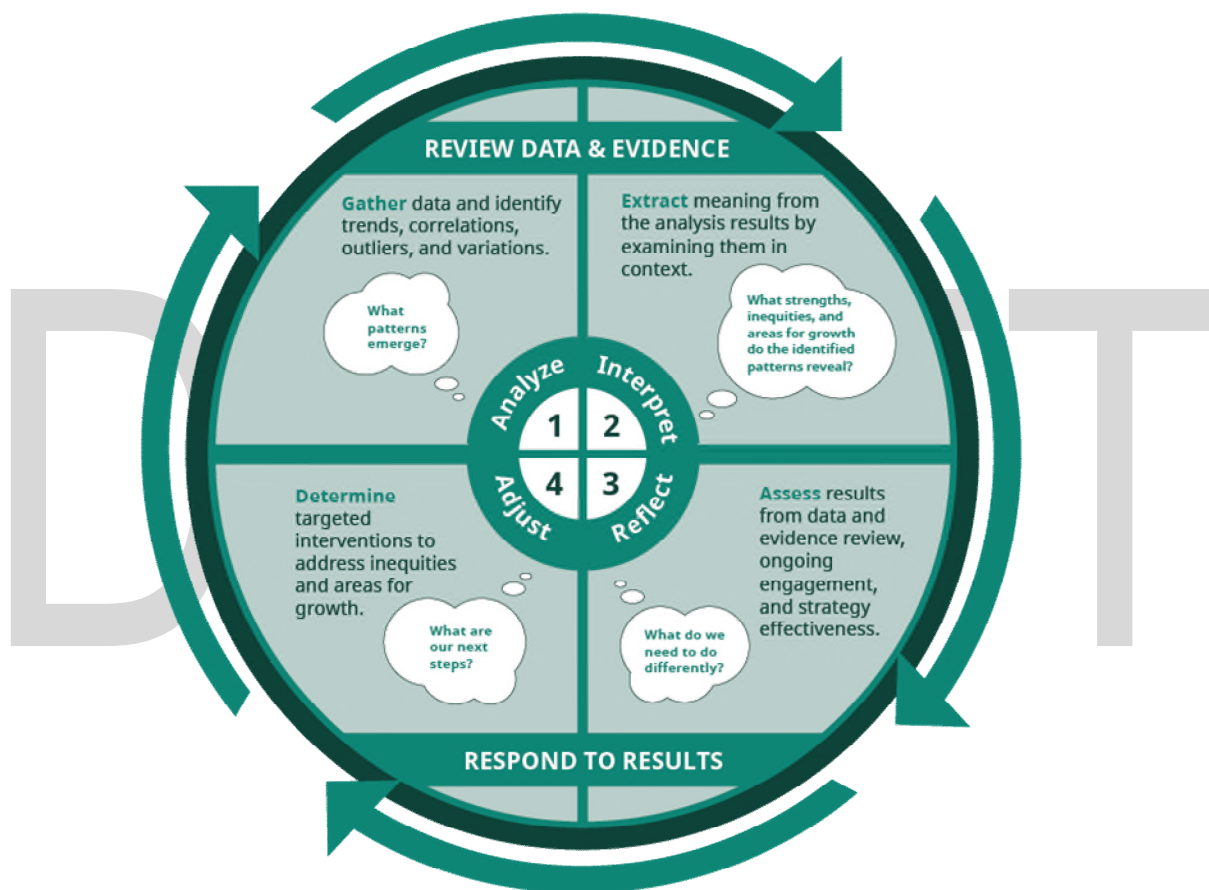 REVIEW DATA & EVIDENCE
Gather data and identify
trends, correlations,
outliers, and variations.
What
patterns
emerge?
Extract meaning from
the analysis results by
examining them in
context.
What strengths,
inequities, and
areas for growth
do the identified
patterns reveal?
Analyze
Interpret
1
2
4
3
Adjust
Reflect
Determine
targeted
interventions to
address inequities
and areas for
growth.
What are
our next
steps?
Assess results
from data and
evidence review,
ongoing
engagement,
and strategy
effectiveness.
What do we
need to do
differently?
RESPOND TO RESULTS